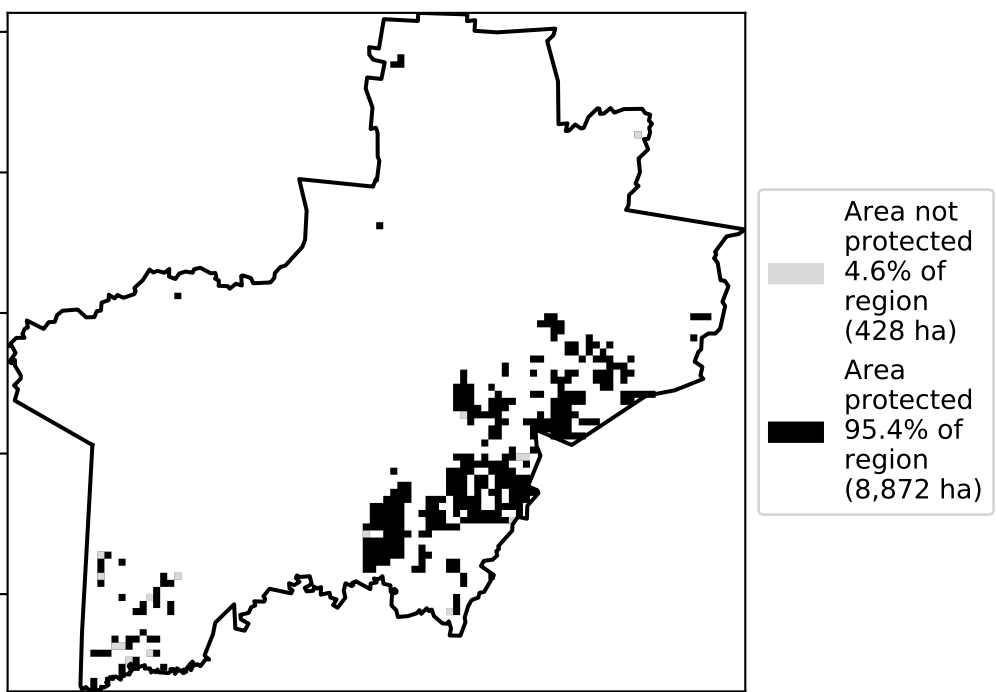 Area not
protected
4.6% of
region
(428 ha)
Area
protected
95.4% of
region
(8,872 ha)